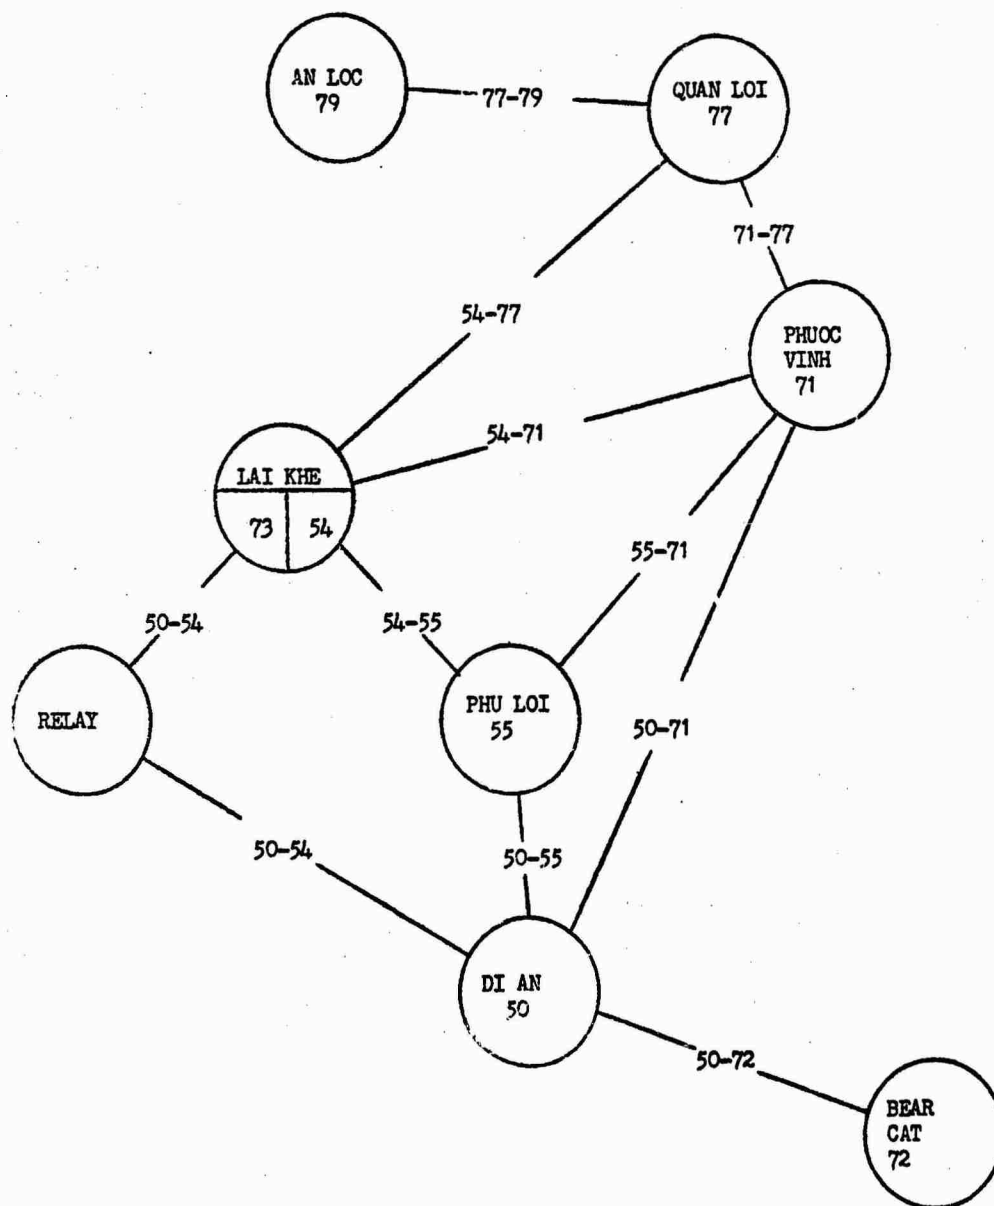 AN LOC
79
77-79
QUAN LOI
77
71-77
54-77
PHUOC
VINH
71
54-71
LAI KHE
73 54
55-71
50-54
54-55
RELAY
PHU LOI
55
50-71
50-54
50-55
DI AN
50
50-72
BEAR
CAT
72